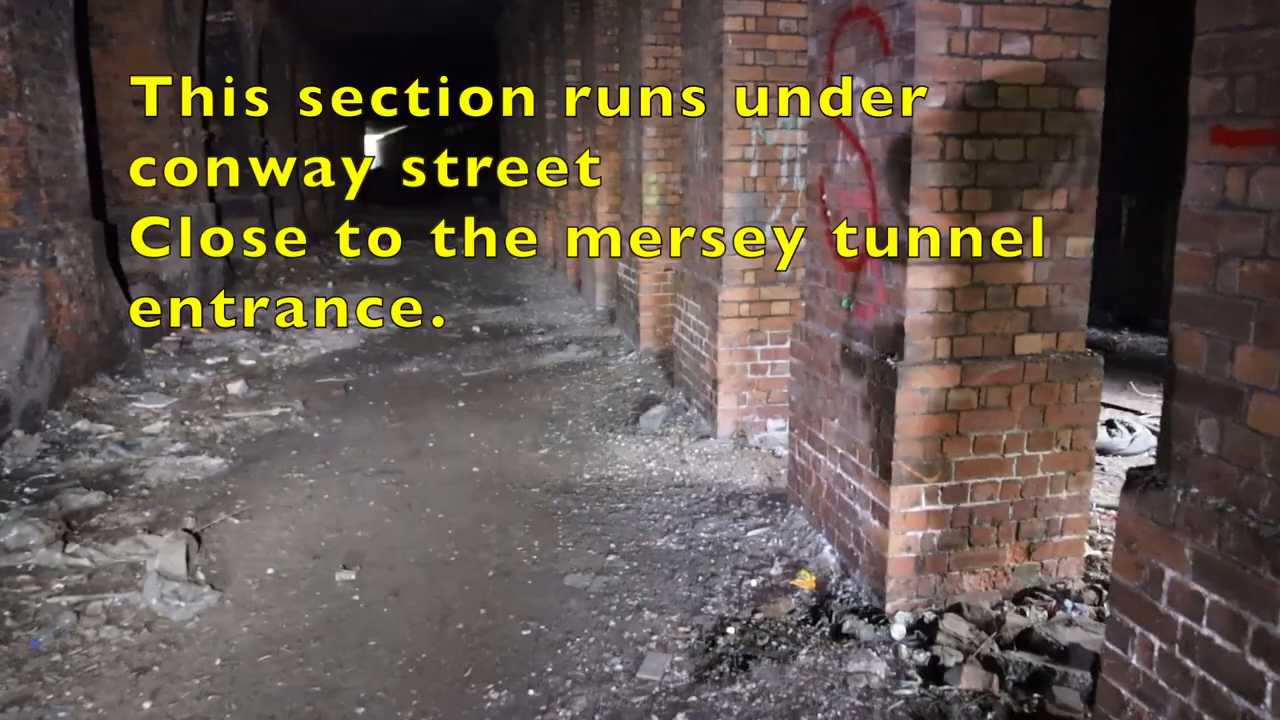 This section runs under
conway street
Close to the mersey tunnel
entrance.